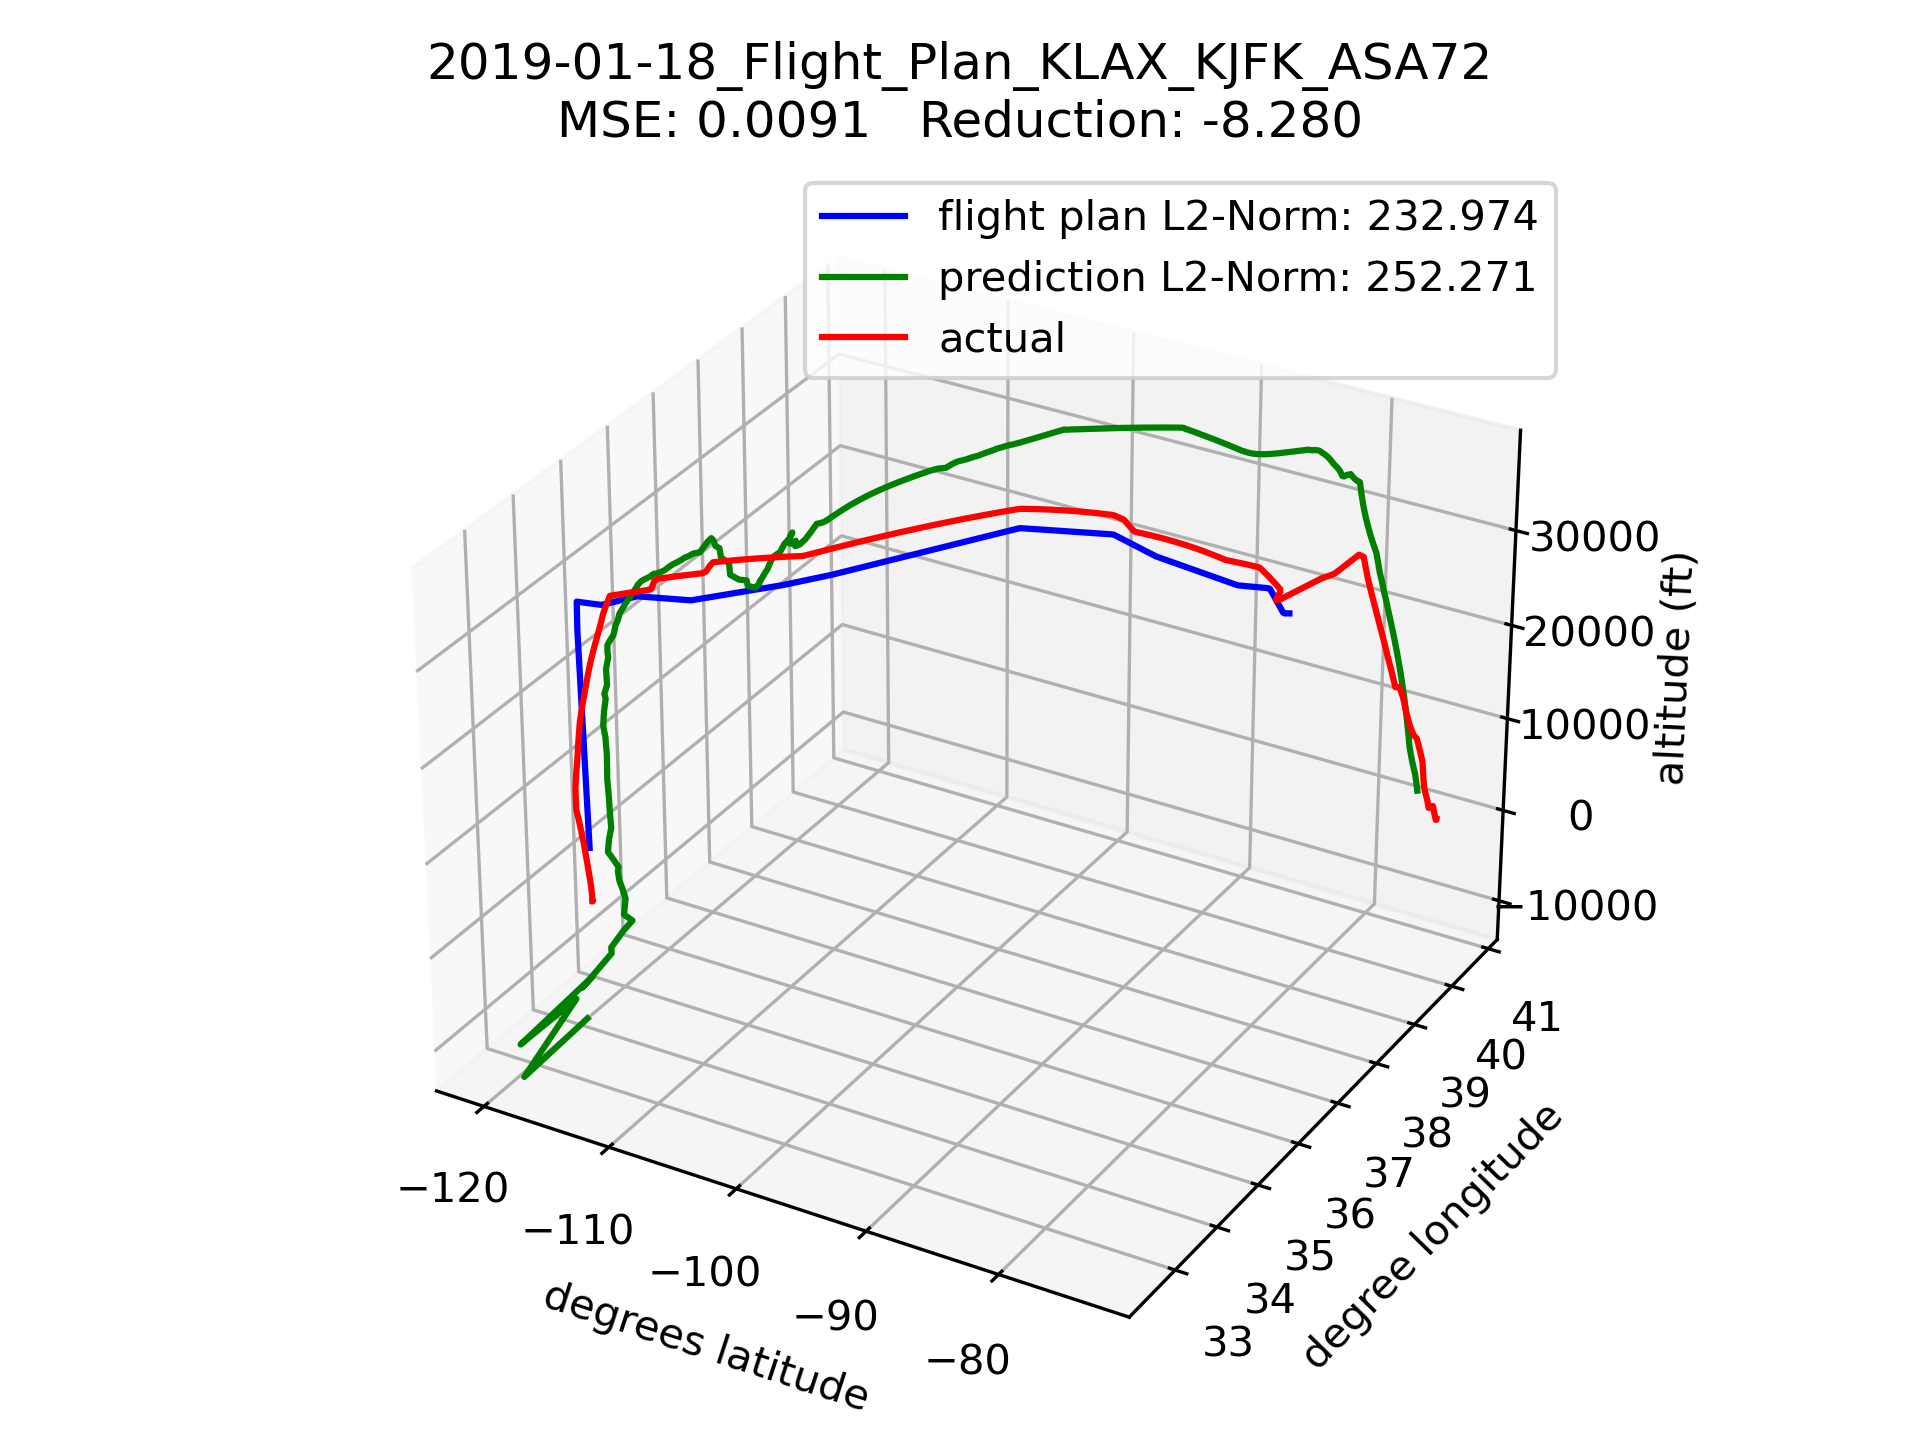 2019-01-18_Flight_Plan_KLAX_KJFK_ASA72
MSE: 0.0091   Reduction: -8.280
flight plan L2-Norm: 232.974
prediction L2-Norm: 252.271
actual
30000
20000
10000
0
−10000
altitude (ft)
41
40
39
38
37
36
35
34
33
degree longitude
−120
−110
−100
−90
−80
degrees latitude